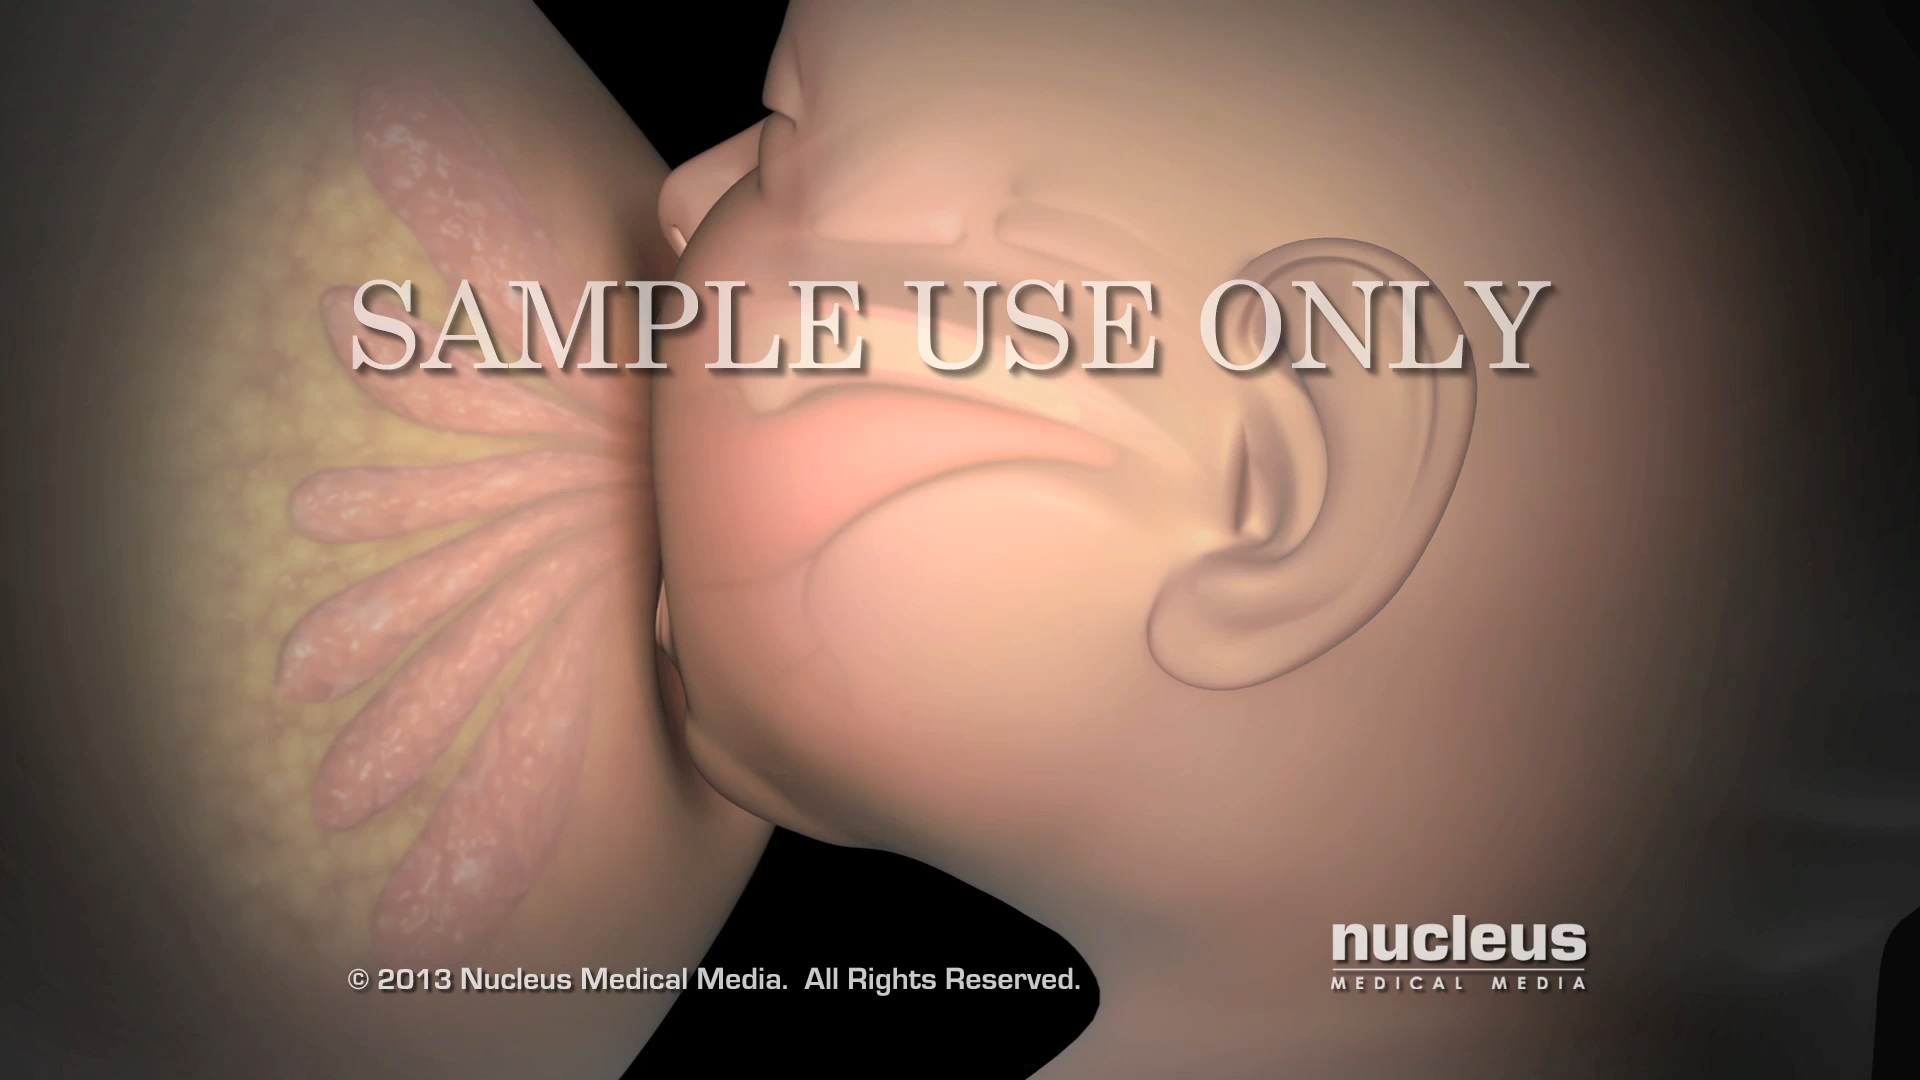 SAMPLE USE ONLY
© 2013 Nucleus Medical Media. All Rights Reserved.
nucleus
MEDICAL MEDIA